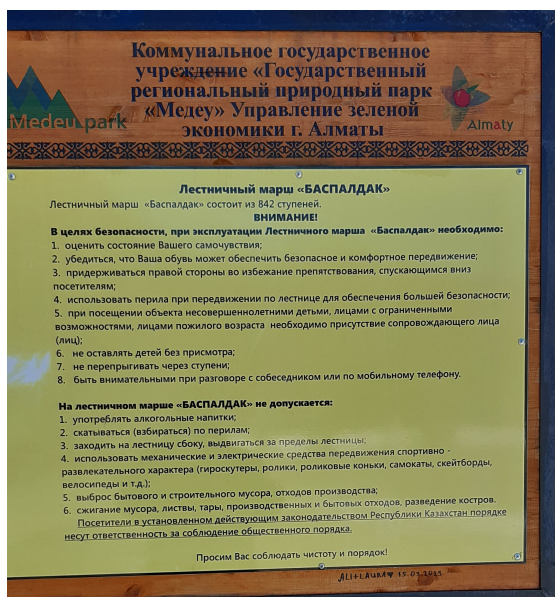 Коммунальное государственное
учреждение «Государственный
региональный природный парк
«Медеу» Управление зеленой
экономики г. Алматы
Medeu park
Almaty
Лестничный марш «БАСПАЛДАК»
Лестничный марш «Баспалдак» состоит из 842 ступеней.
ВНИМАНИЕ!
В целях безопасности, при эксплуатации Лестничного марша «Баспалдак» необходимо:
1. оценить состояние Вашего самочувствия;
2. убедиться, что Ваша обувь может обеспечить безопасное и комфортное передвижение;
3. придерживаться правой стороны во избежание препятствования, спускающимся вниз
посетителям;
4. использовать перила при передвижении по лестнице для обеспечения большей безопасности;
5. при посещении объекта несовершеннолетними детьми, лицами с ограниченными
возможностями, лицами пожилого возраста необходимо присутствие сопровождающего лица
(лиц);
6. не оставлять детей без присмотра;
7. не перепрыгивать через ступени;
8. быть внимательными при разговоре с собеседником или по мобильному телефону.
На лестничном марше «БАСПАЛДАК» не допускается:
1. употреблять алкогольные напитки;
2. скатываться (взбираться) по перилам;
3. заходить на лестницу сбоку, выдвигаться за пределы лестницы;
4. использовать механические и электрические средства передвижения спортивно -
развлекательного характера (гироскутеры, ролики, роликовые коньки, самокаты, скейтборды,
велосипеды и т.д.);
5. выброс бытового и строительного мусора, отходов производства;
6. сжигание мусора, листвы, тары, производственных и бытовых отходов, разведение костров.
Посетители в установленном действующим законодательством Республики Казахстан порядке
несут ответственность за соблюдение общественного порядка.
Просим Вас соблюдать чистоту и порядок!
ALI+LAURA♥ 13.05.2025